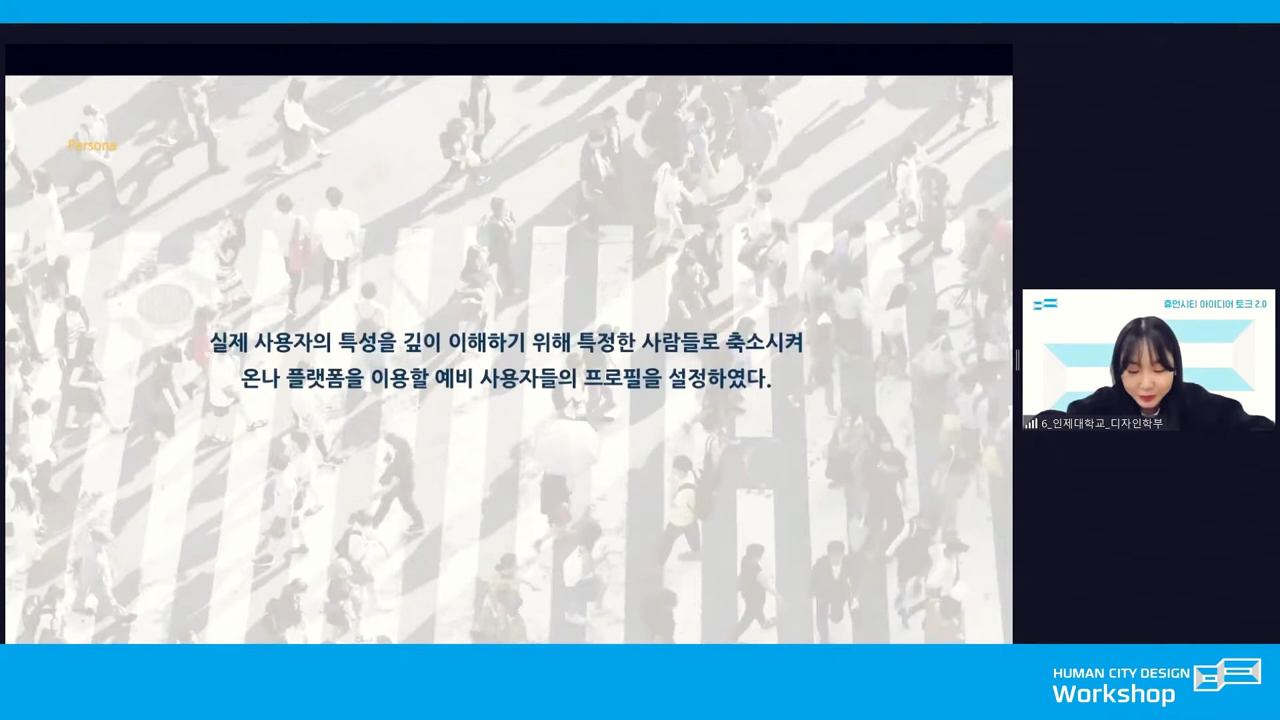 Persona
실제 사용자의 특성을 깊이 이해하기 위해 특정한 사람들로 축소시켜
온나 플랫폼을 이용할 예비 사용자들의 프로필을 설정하였다.
휴먼시티 아이디어 토크 2.0
6_인제대학교_디자인학부
HUMAN CITY DESIGN
Workshop